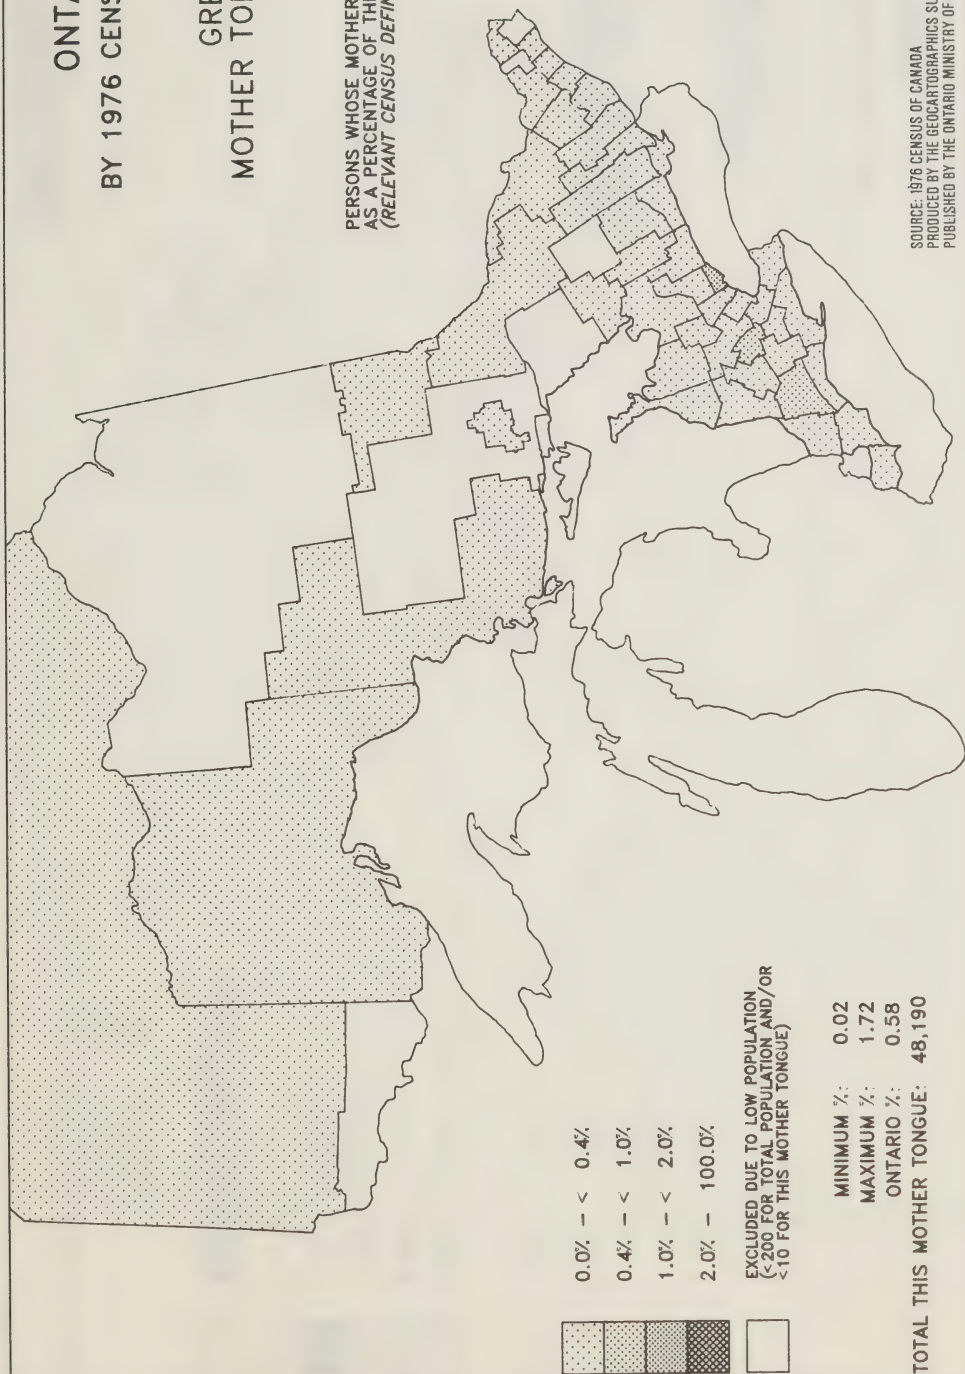 ONTA
BY 1976 CENS
GRE
MOTHER TO
PERSONS WHOSE MOTHER
AS A PERCENTAGE OF THE
(RELEVANT CENSUS DEFIN
0.0% – < 0.4%
0.4% – < 1.0%
1.0% – < 2.0%
2.0% – 100.0%
EXCLUDED DUE TO LOW POPULATION
(<200 FOR TOTAL POPULATION AND/OR
<10 FOR THIS MOTHER TONGUE)
MINIMUM %: 0.02
MAXIMUM %: 1.72
ONTARIO %: 0.58
TOTAL THIS MOTHER TONGUE: 48,190
SOURCE: 1976 CENSUS OF CANADA
PRODUCED BY THE GEOCARTOGRAPHICS SU
PUBLISHED BY THE ONTARIO MINISTRY OF